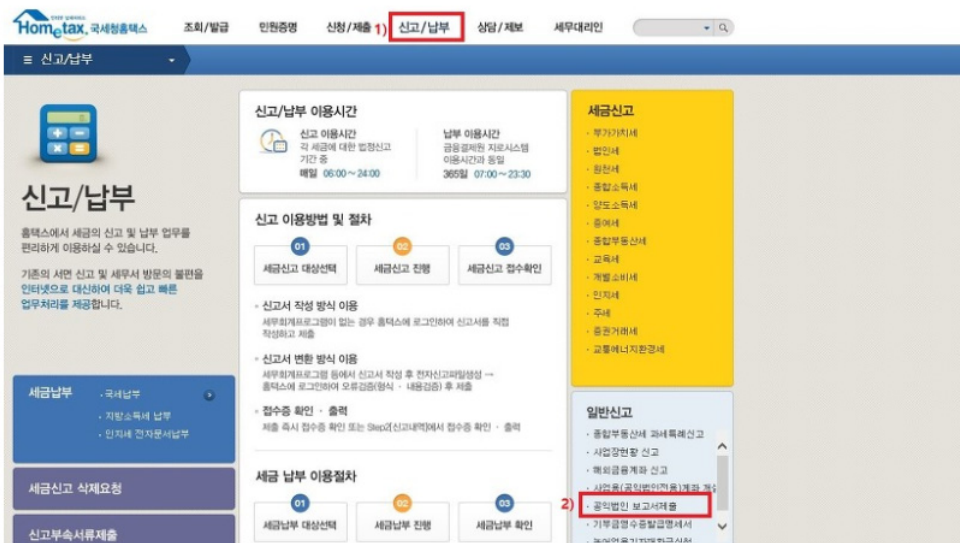 Hometax. 국세청홈택스
조회/발급 민원증명 신청/제출 1) 신고/납부 상담/제보 세무대리인
≡ 신고/납부
신고/납부
홈택스에서 세금의 신고 및 납부 업무를
편리하게 이용하실 수 있습니다.
기존의 서면 신고 및 세무서 방문의 불편을
인터넷으로 대신하여 더욱 쉽고 빠른
업무처리를 제공합니다.
세금납부
· 국세납부
· 지방소득세 납부
· 인지세 전자문서납부
세금신고 삭제요청
신고부속서류제출
신고/납부 이용시간
신고 이용시간
각 세금에 대한 법정신고
기간 중
매일 06:00~24:00
납부 이용시간
금융결제원 지로시스템
이용시간과 동일
365일 07:00~23:30
신고 이용방법 및 절차
01 02 03
세금신고 대상선택 세금신고 진행 세금신고 접수확인
· 신고서 작성 방식 이용
세무회계프로그램이 없는 경우 홈택스에 로그인하여 신고서를 직접
작성하고 제출
· 신고서 변환 방식 이용
세무회계프로그램 등에서 신고서 작성 후 전자신고파일생성 →
홈택스에 로그인하여 오류검증(형식 · 내용검증) 후 제출
· 접수증 확인 · 출력
제출 즉시 접수증 확인 또는 Step2[신고내역]에서 접수증 확인 · 출력
세금 납부 이용절차
01 02 03
세금납부 대상선택 세금납부 진행 세금납부 확인
세금신고
· 부가가치세
· 법인세
· 원천세
· 종합소득세
· 양도소득세
· 증여세
· 종합부동산세
· 교육세
· 개별소비세
· 인지세
· 주세
· 증권거래세
· 교통에너지환경세
일반신고
· 종합부동산세 과세특례신고
· 사업장현황 신고
· 해외금융계좌 신고
· 사업용(공익법인전용)계좌 개설
2) · 공익법인 보고서제출
· 기부금영수증발급명세서